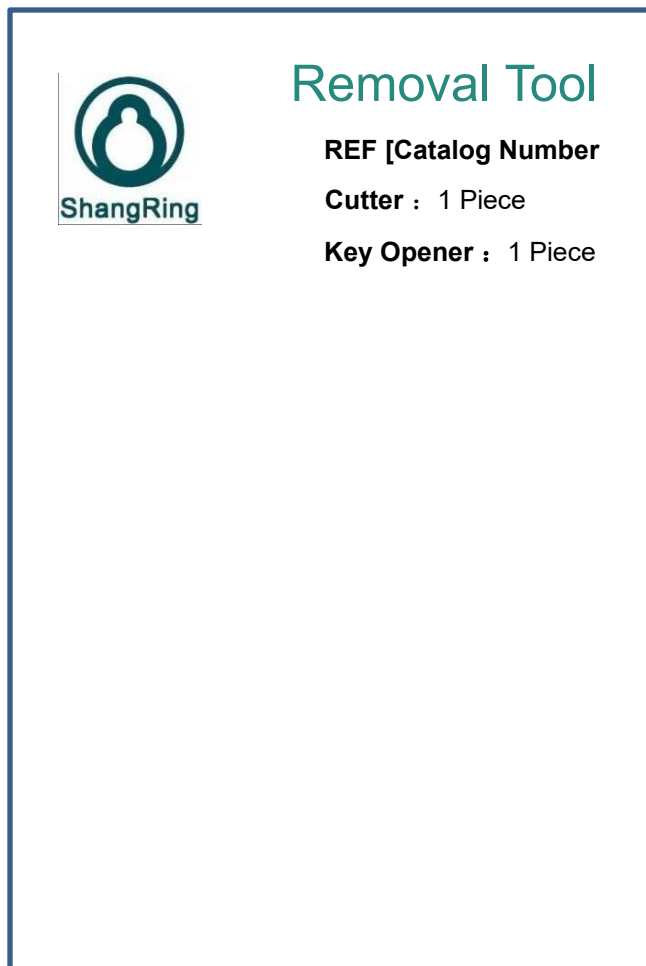 Removal Tool
REF [Catalog Number
Cutter ： 1 Piece
ShangRing
Key Opener ：1 Piece